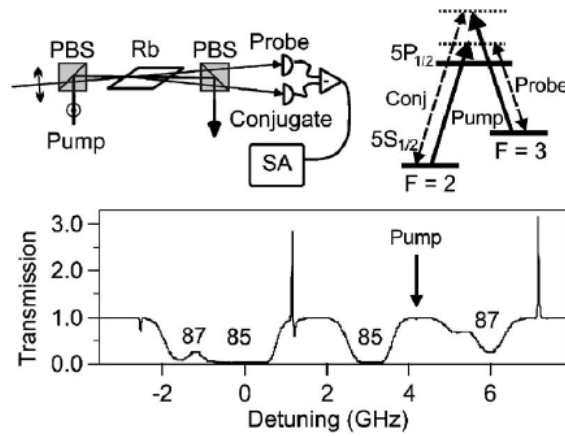 PBS Rb PBS Probe
Pump
Conjugate
SA
5P1/2
Conj
Pump
Probe
5S1/2
F = 2
F = 3
Transmission
3.0
2.0
1.0
0.0
Pump
87 85 85 87
-2 0 2 4 6
Detuning (GHz)